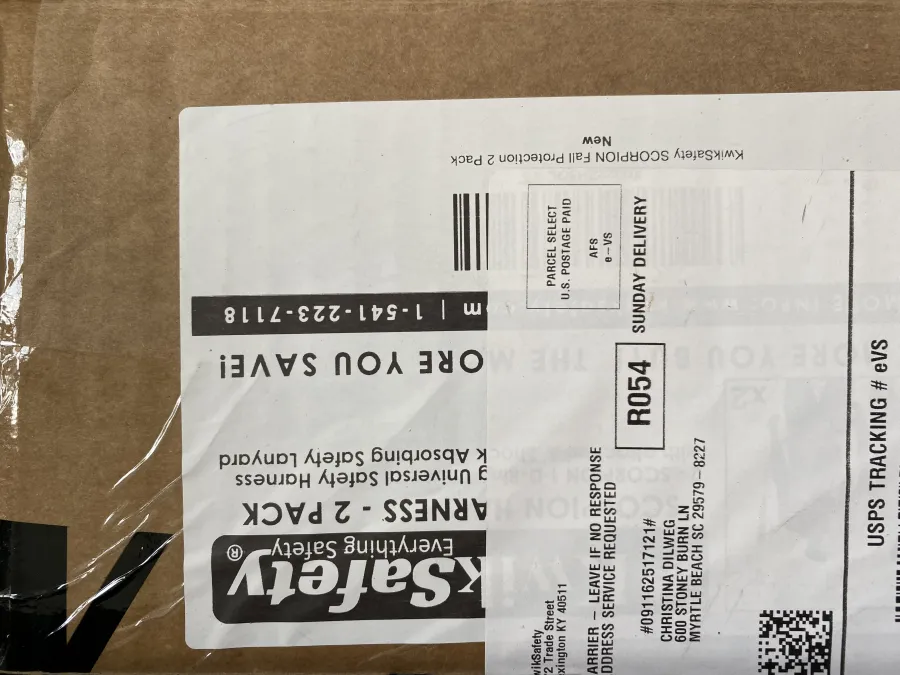 KwikSafety SCORPION Fall Protection 2 Pack
New
m | 1-541-223-7118
ORE YOU SAVE!
ARNESS - 2 PACK
g Universal Safety Harness
k Absorbing Safety Lanyard
kSafety®
Everything Safety
PARCEL SELECT
U.S. POSTAGE PAID
AFS
e-VS
SUNDAY DELIVERY
R054
wikSafety
2 Trade Street
xington KY 40511
ARRIER - LEAVE IF NO RESPONSE
DDRESS SERVICE REQUESTED
#091162517121#
CHRISTINA DILWEG
600 STONEY BURN LN
MYRTLE BEACH SC 29579-8227
USPS TRACKING # eVS